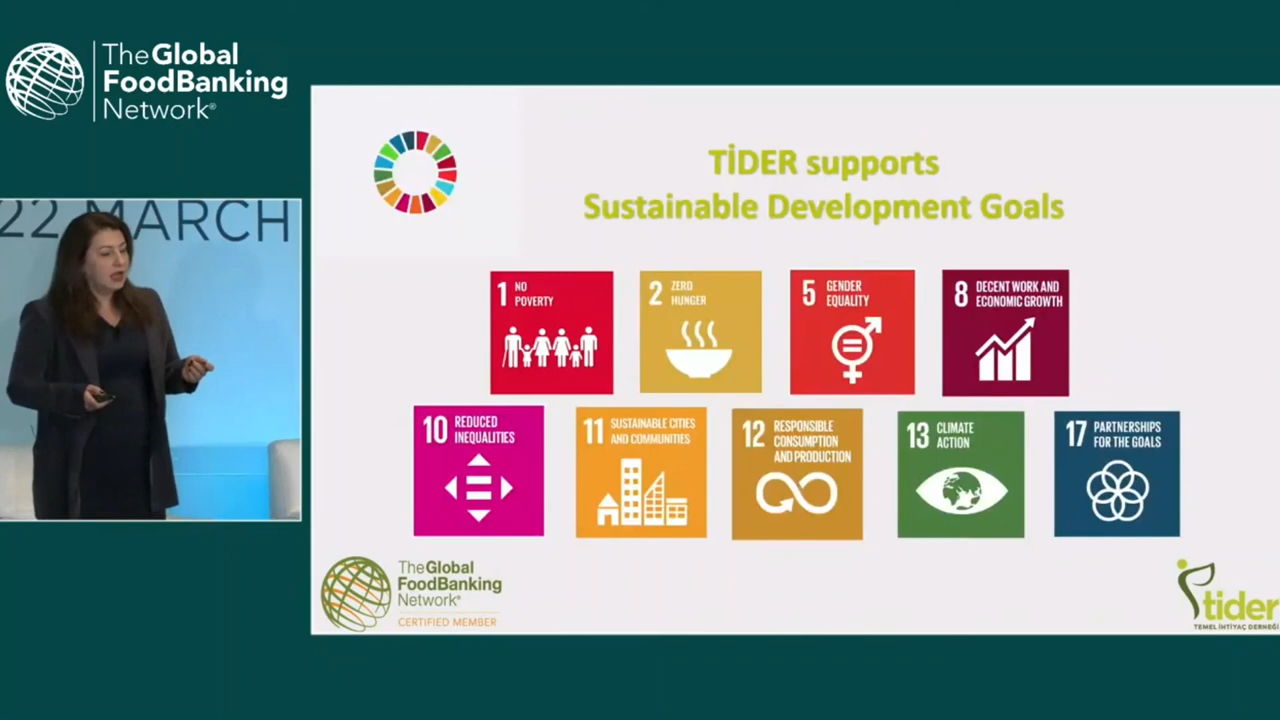 The Global
FoodBanking
Network®
22 MARCH
TİDER supports
Sustainable Development Goals
1 NO
POVERTY
2 ZERO
HUNGER
5 GENDER
EQUALITY
8 DECENT WORK AND
ECONOMIC GROWTH
10 REDUCED
INEQUALITIES
11 SUSTAINABLE CITIES
AND COMMUNITIES
12 RESPONSIBLE
CONSUMPTION
AND PRODUCTION
13 CLIMATE
ACTION
17 PARTNERSHIPS
FOR THE GOALS
The Global
FoodBanking
Network®
CERTIFIED MEMBER
tider
TEMEL İHTİYAÇ DERNEĞİ